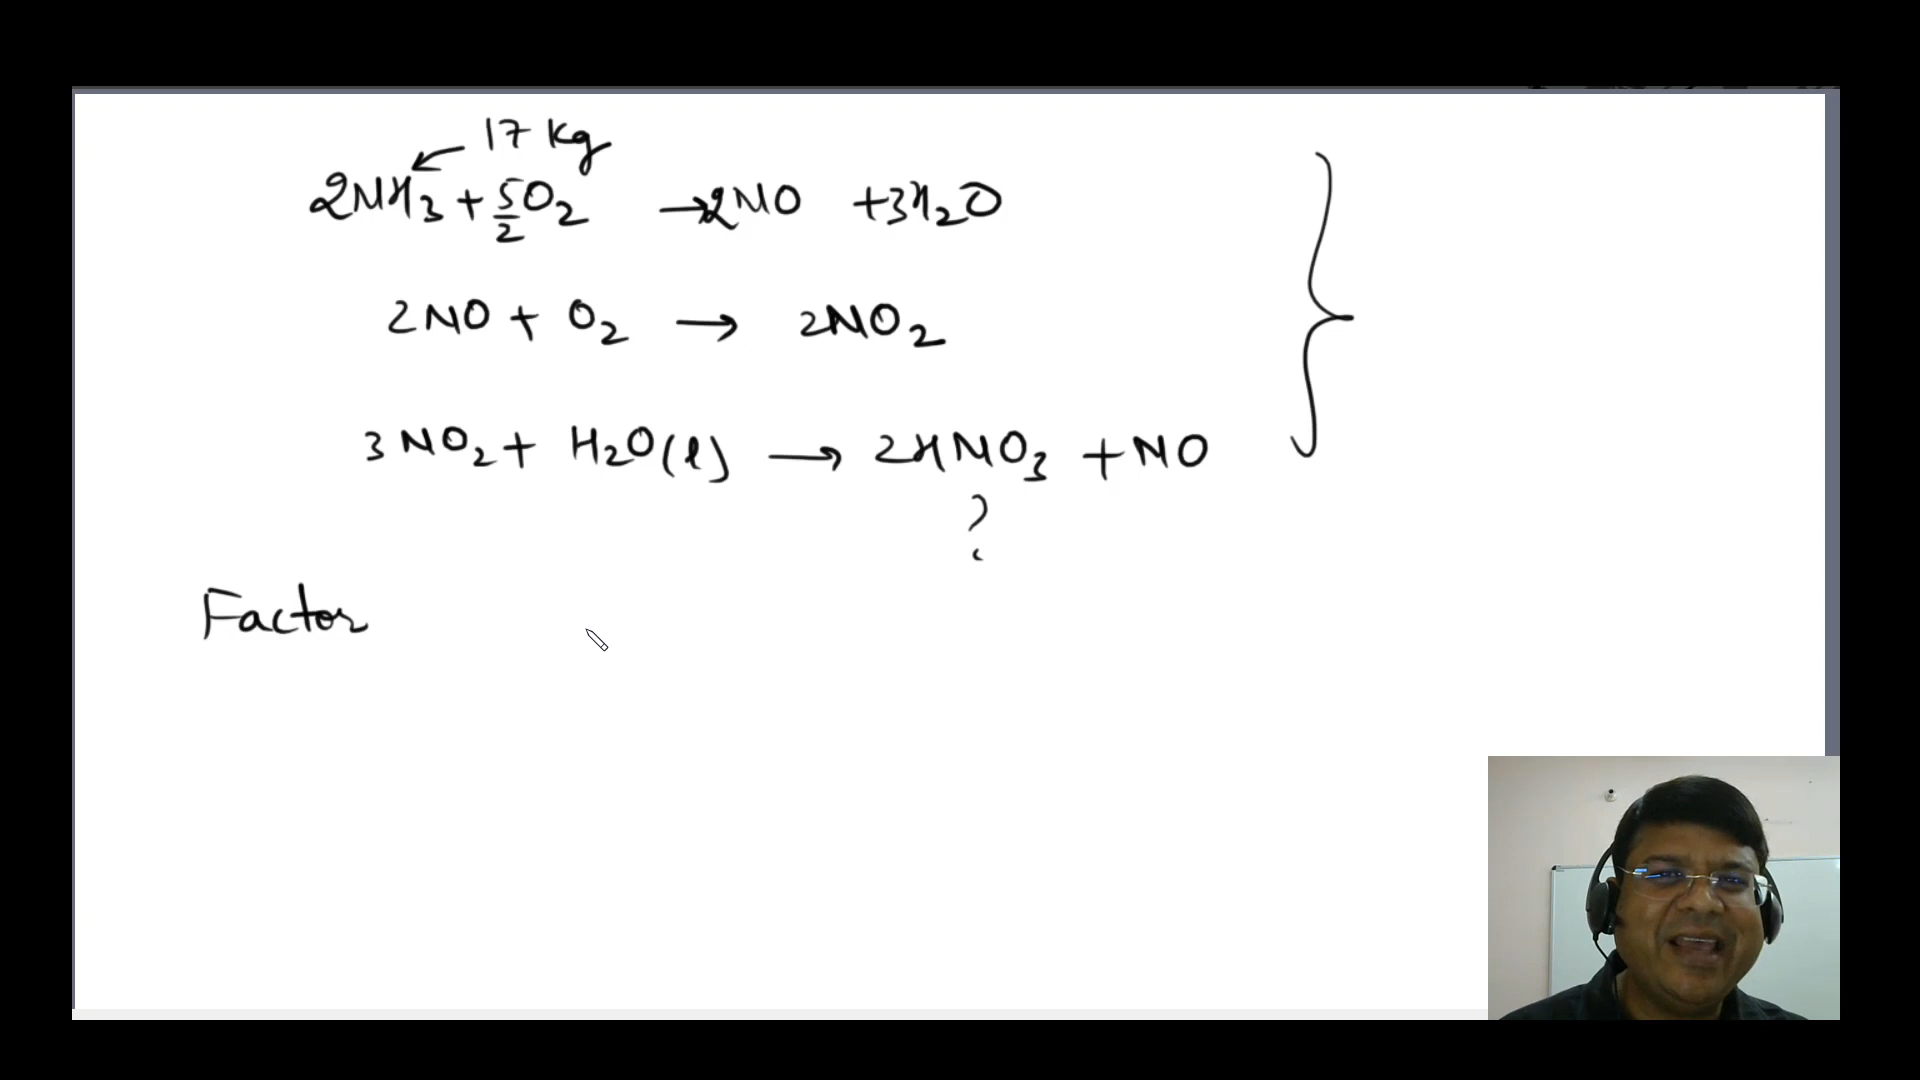 17 Kg
2NH3 + 5/2 O2 → 2NO + 3H2O
2NO + O2 → 2NO2
3NO2 + H2O(l) → 2HNO3 + NO
?
Factor